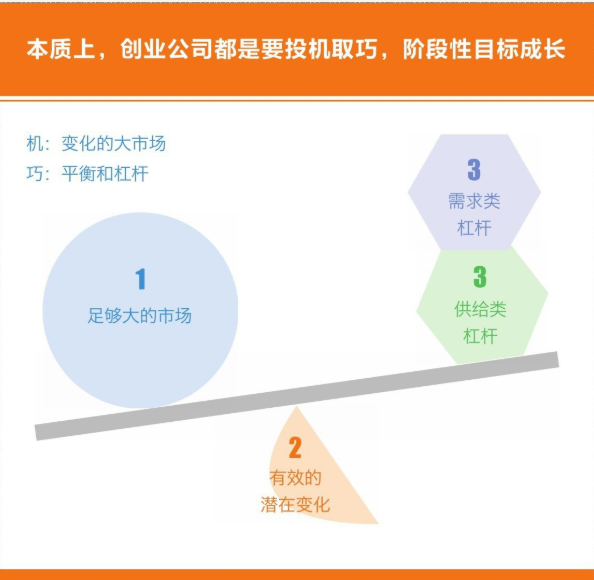 本质上，创业公司都是要投机取巧，阶段性目标成长
机：变化的大市场
巧：平衡和杠杆
3
需求类
杠杆
1
足够大的市场
3
供给类
杠杆
2
有效的
潜在变化